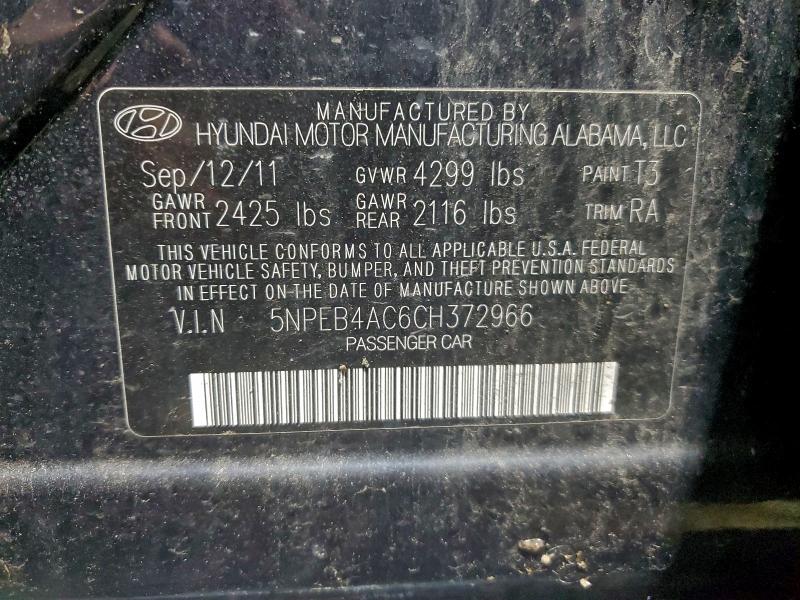 MANUFACTURED BY
HYUNDAI MOTOR MANUFACTURING ALABAMA, LLC
Sep/12/11 GVWR 4299 lbs PAINT T3
GAWR FRONT 2425 lbs GAWR REAR 2116 lbs TRIM RA
THIS VEHICLE CONFORMS TO ALL APPLICABLE U.S.A. FEDERAL
MOTOR VEHICLE SAFETY, BUMPER, AND THEFT PREVENTION STANDARDS
IN EFFECT ON THE DATE OF MANUFACTURE SHOWN ABOVE
V.I.N 5NPEB4AC6CH372966
PASSENGER CAR